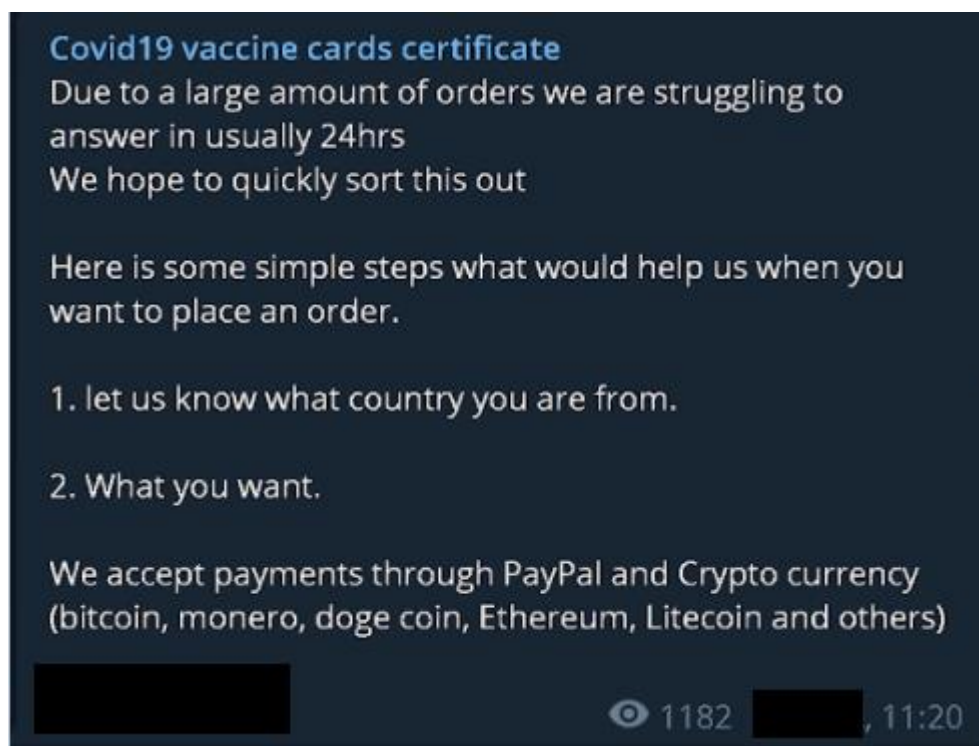 Covid19 vaccine cards certificate
Due to a large amount of orders we are struggling to
answer in usually 24hrs
We hope to quickly sort this out
Here is some simple steps what would help us when you
want to place an order.
1. let us know what country you are from.
2. What you want.
We accept payments through PayPal and Crypto currency
(bitcoin, monero, doge coin, Ethereum, Litecoin and others)
1182 , 11:20